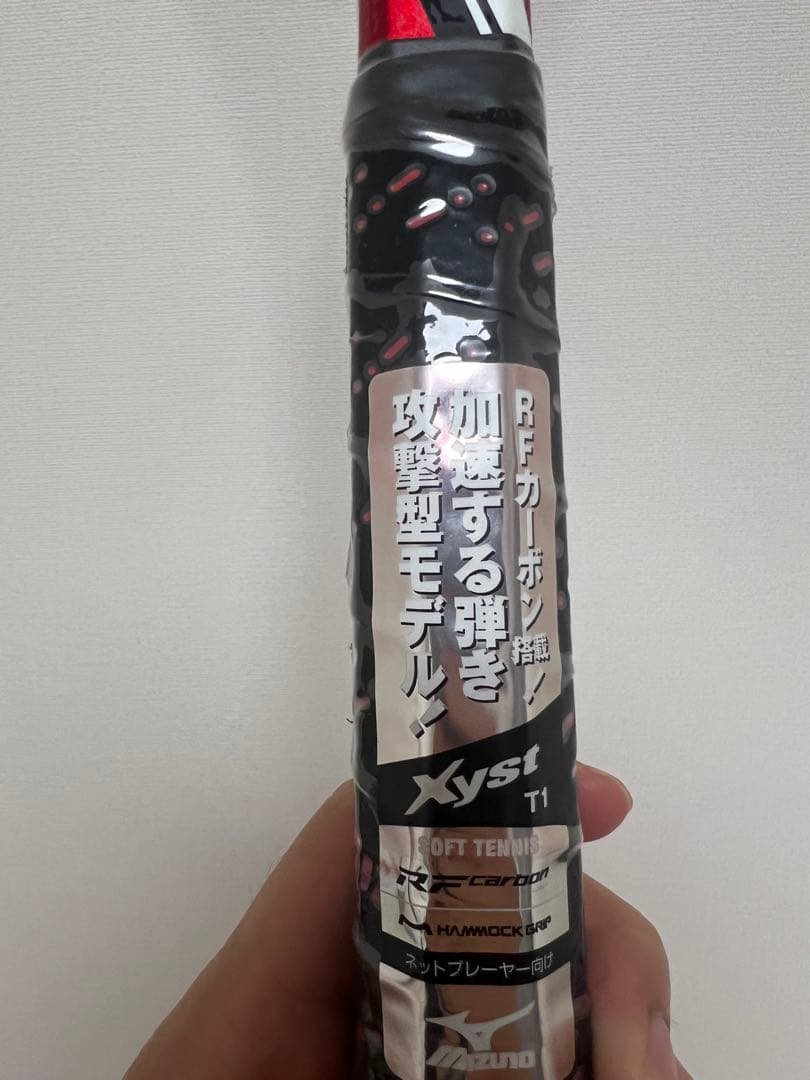 RFカーボン搭載!
加速する弾き
攻撃型モデル!
Xyst
T1
SOFT TENNIS
RF carbon
HAMMOCK GRIP
ネットプレーヤー向け
MIZUNO